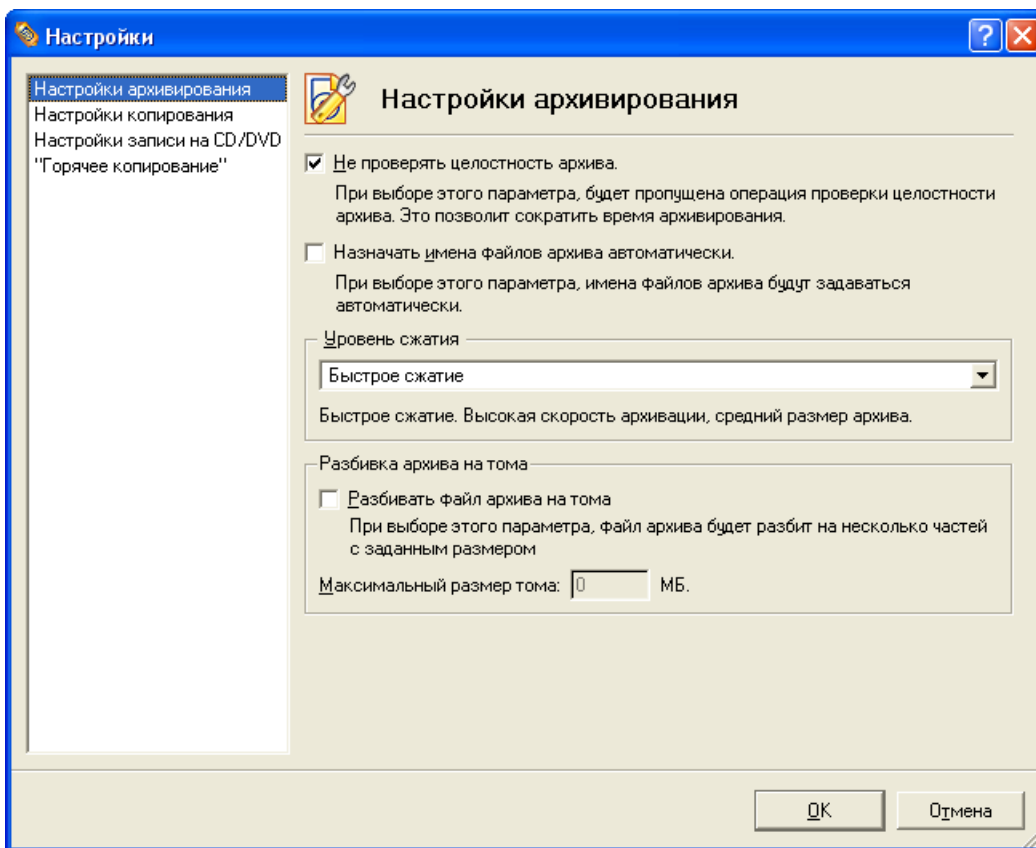 Настройки
Настройки архивирования
Настройки копирования
Настройки записи на CD/DVD
"Горячее копирование"
Настройки архивирования
Не проверять целостность архива.
При выборе этого параметра, будет пропущена операция проверки целостности
архива. Это позволит сократить время архивирования.
Назначать имена файлов архива автоматически.
При выборе этого параметра, имена файлов архива будут задаваться
автоматически.
Уровень сжатия
Быстрое сжатие
Быстрое сжатие. Высокая скорость архивации, средний размер архива.
Разбивка архива на тома
Разбивать файл архива на тома
При выборе этого параметра, файл архива будет разбит на несколько частей
с заданным размером
Максимальный размер тома: 0 МБ.
OK Отмена